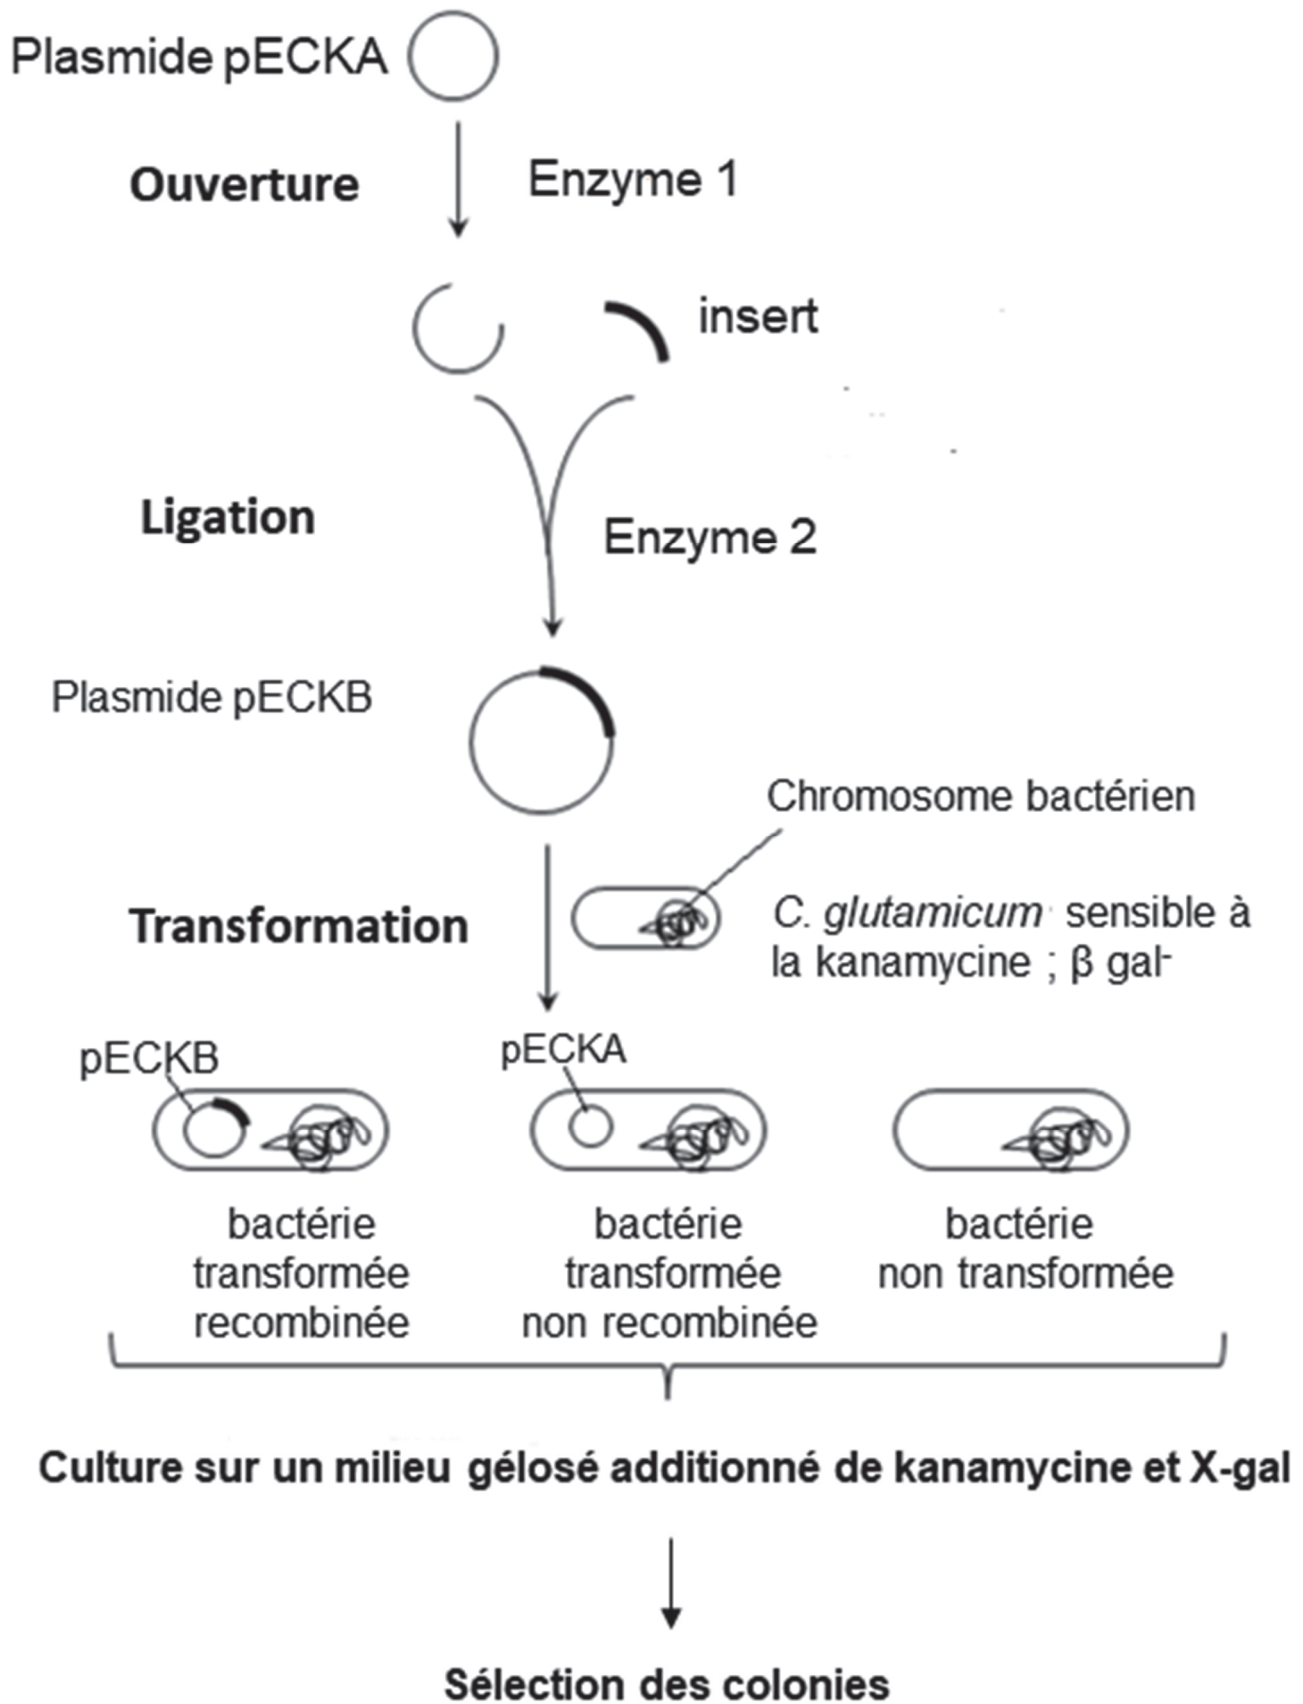 Plasmide pECKA
Ouverture
Enzyme 1
insert
Ligation
Enzyme 2
Plasmide pECKB
Chromosome bactérien
Transformation
C. glutamicum sensible à
la kanamycine ; β gal⁻
pECKB
pECKA
bactérie
transformée
recombinée
bactérie
transformée
non recombinée
bactérie
non transformée
Culture sur un milieu gélosé additionné de kanamycine et X-gal
Sélection des colonies